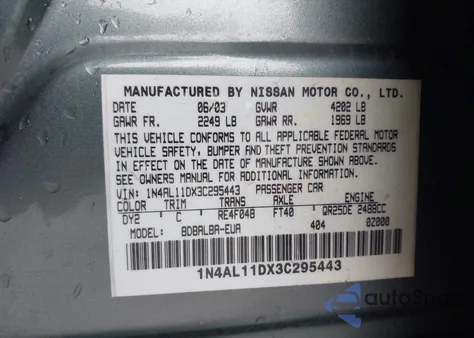 MANUFACTURED BY NISSAN MOTOR CO., LTD.
DATE 06/03 GVWR 4202 LB
GAWR FR. 2249 LB GAWR RR. 1969 LB
THIS VEHICLE CONFORMS TO ALL APPLICABLE FEDERAL MOTOR
VEHICLE SAFETY, BUMPER AND THEFT PREVENTION STANDARDS
IN EFFECT ON THE DATE OF MANUFACTURE SHOWN ABOVE.
SEE OWNERS MANUAL FOR ADDITIONAL INFORMATION.
VIN: 1N4AL11DX3C295443 PASSENGER CAR
COLOR TRIM TRANS AXLE ENGINE
DY2 C RE4F04B FT40 QR25DE 2488CC
MODEL: BDBALBA-EUA 404 0Z000
1N4AL11DX3C295443